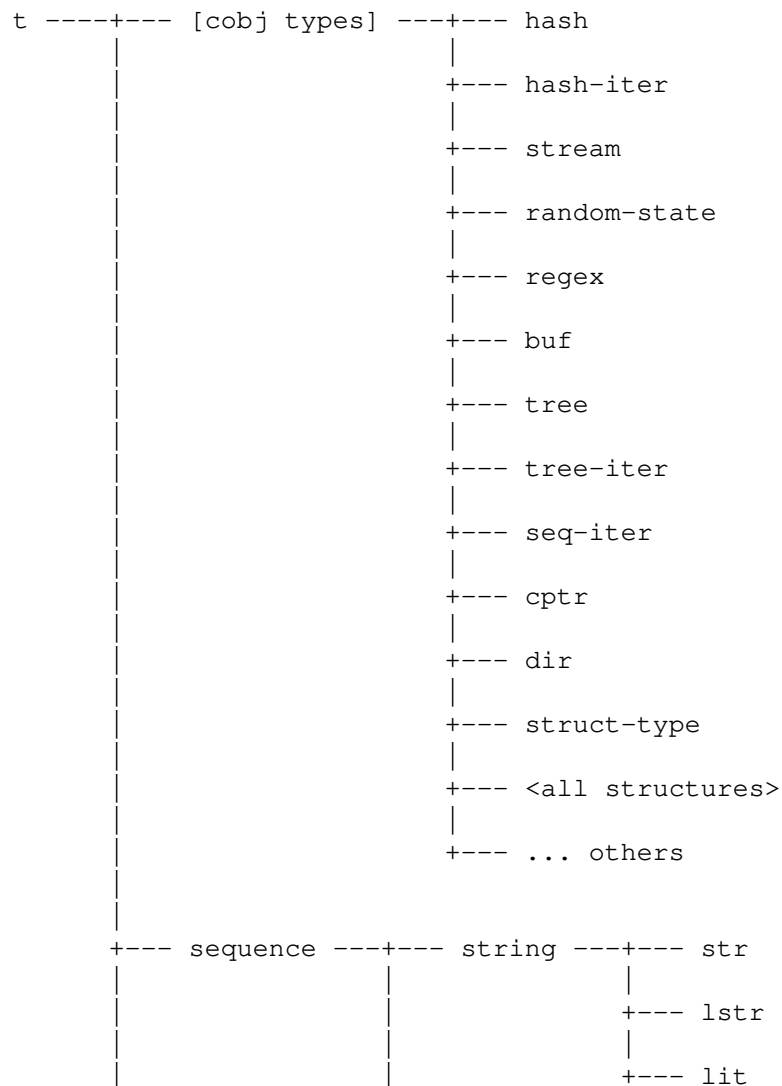 t ----+--- [cobj types] ---+--- hash
      |                    |
      |                    +--- hash-iter
      |                    |
      |                    +--- stream
      |                    |
      |                    +--- random-state
      |                    |
      |                    +--- regex
      |                    |
      |                    +--- buf
      |                    |
      |                    +--- tree
      |                    |
      |                    +--- tree-iter
      |                    |
      |                    +--- seq-iter
      |                    |
      |                    +--- cptr
      |                    |
      |                    +--- dir
      |                    |
      |                    +--- struct-type
      |                    |
      |                    +--- <all structures>
      |                    |
      |                    +--- ... others
      |
      |
      +--- sequence ---+--- string ---+--- str
      |                |              |
      |                |              +--- lstr
      |                |              |
      |                |              +--- lit